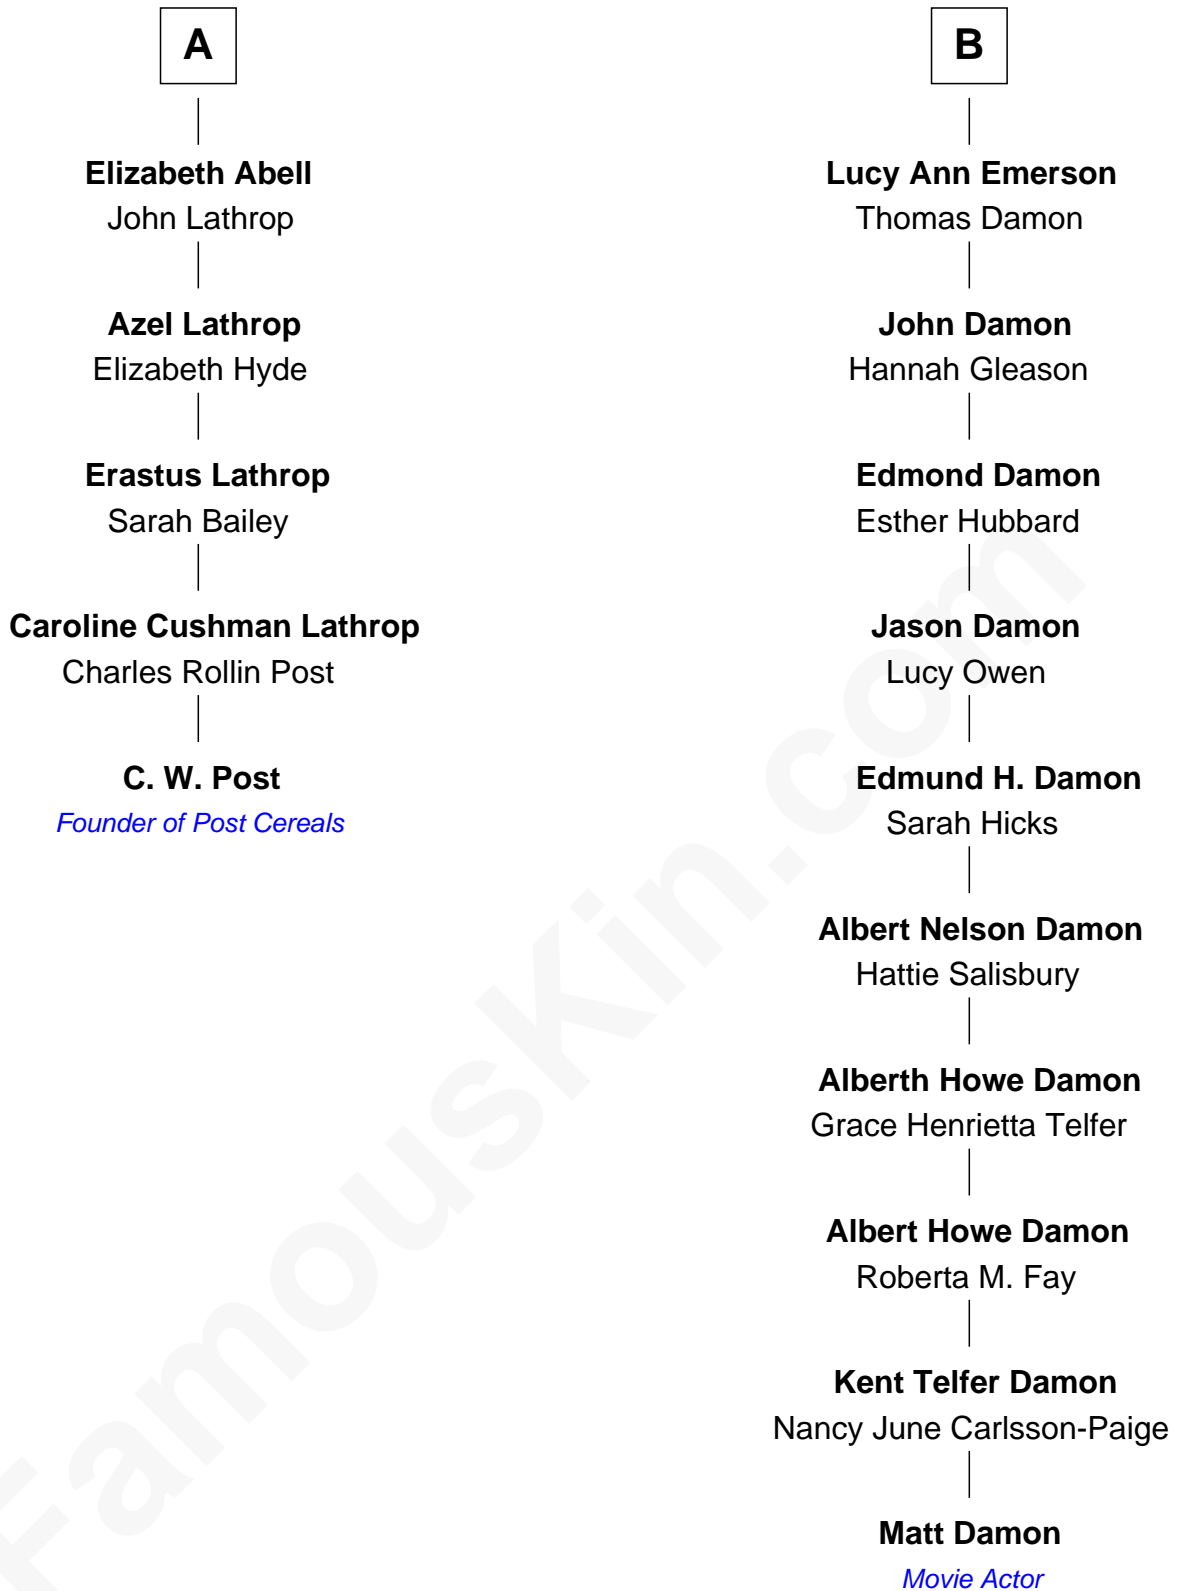 A
Elizabeth Abell
John Lathrop
Azel Lathrop
Elizabeth Hyde
Erastus Lathrop
Sarah Bailey
Caroline Cushman Lathrop
Charles Rollin Post
C. W. Post
Founder of Post Cereals
B
Lucy Ann Emerson
Thomas Damon
John Damon
Hannah Gleason
Edmond Damon
Esther Hubbard
Jason Damon
Lucy Owen
Edmund H. Damon
Sarah Hicks
Albert Nelson Damon
Hattie Salisbury
Alberth Howe Damon
Grace Henrietta Telfer
Albert Howe Damon
Roberta M. Fay
Kent Telfer Damon
Nancy June Carlsson-Paige
Matt Damon
Movie Actor
FamousKin.com